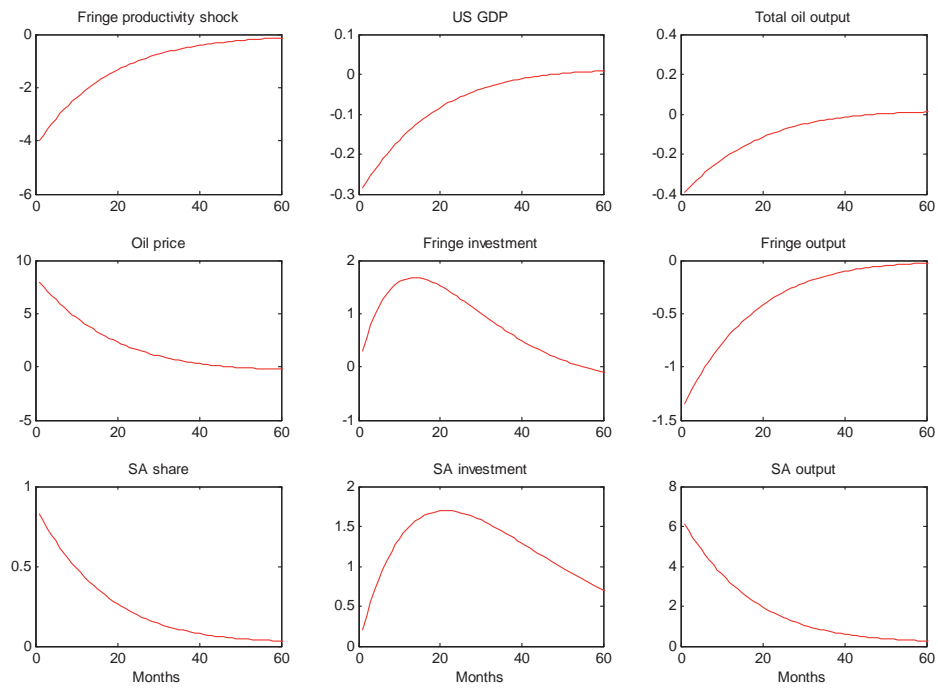 Fringe productivity shock
0
-2
-4
-6
0 20 40 60
US GDP
0.1
0
-0.1
-0.2
-0.3
0 20 40 60
Total oil output
0.4
0.2
0
-0.2
0.4
0 20 40 60
Oil price
10
5
0
-5
0 20 40 60
Fringe investment
2
1
0
-1
0 20 40 60
Fringe output
0
-0.5
-1
-1.5
0 20 40 60
SA share
1
0.5
0
0 20 40 60
Months
SA investment
2
1.5
1
0.5
0
0 20 40 60
Months
SA output
8
6
4
2
0
0 20 40 60
Months